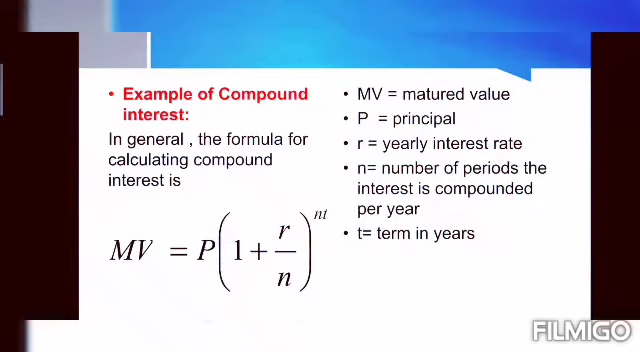 • Example of Compound
interest:
In general , the formula for
calculating compound
interest is
MV = P(1 + r/n)^nt
• MV = matured value
• P = principal
• r = yearly interest rate
• n= number of periods the
interest is compounded
per year
• t= term in years
FILMIGO